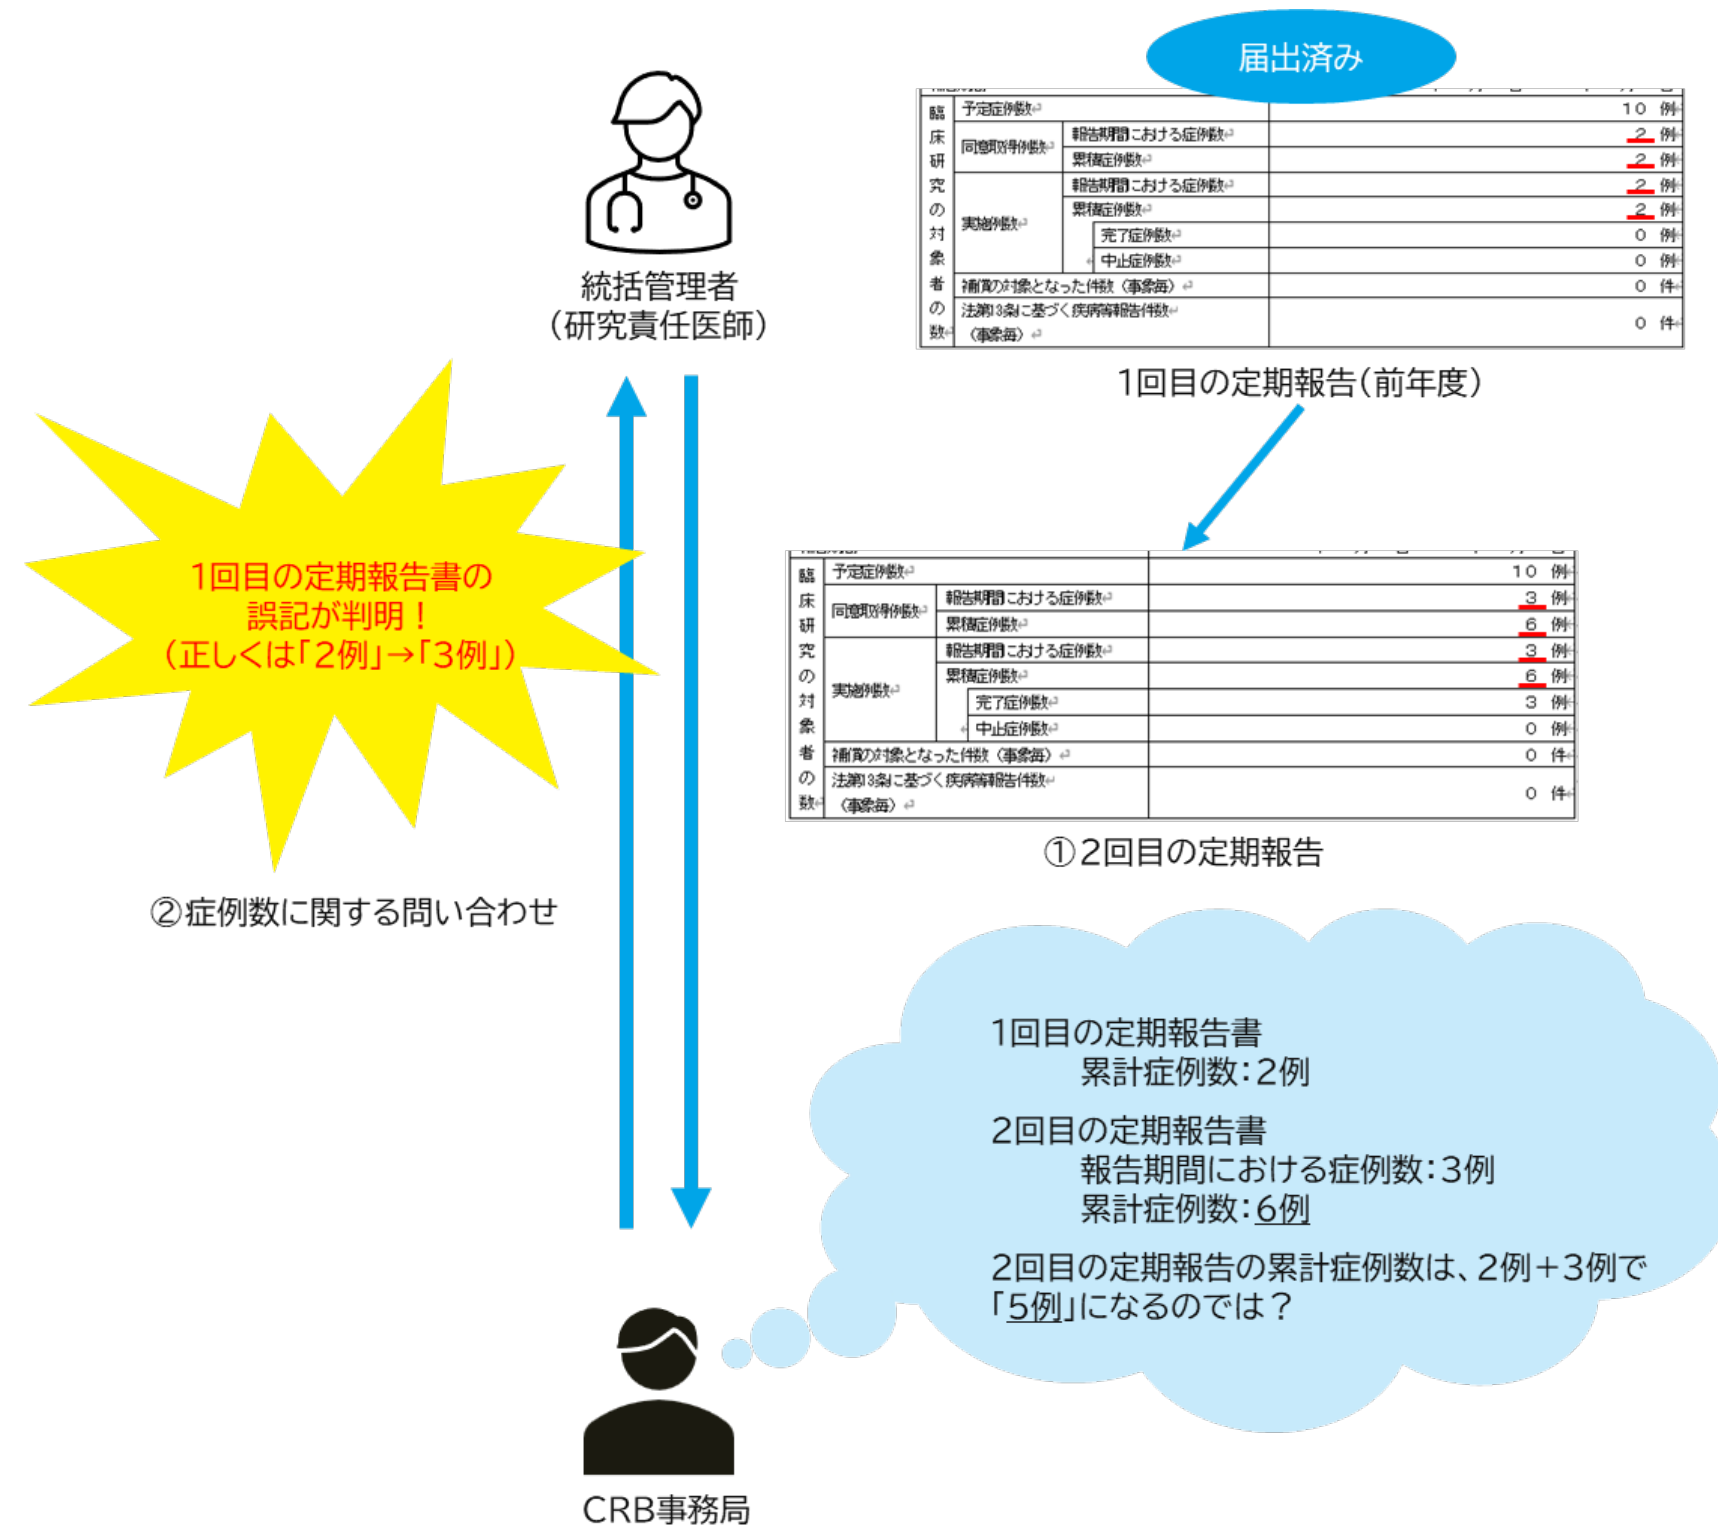 届出済み
臨床研究の対象者の数
予定症例数 10 例
同意取得例数
報告期間における症例数 2 例
累積症例数 2 例
実施例数
報告期間における症例数 2 例
累積症例数 2 例
完了症例数 0 例
中止症例数 0 例
補償の対象となった件数（事象毎） 0 件
法第13条に基づく疾病等報告件数
（事象毎） 0 件
1回目の定期報告（前年度）
統括管理者
（研究責任医師）
1回目の定期報告書の
誤記が判明！
（正しくは「2例」→「3例」）
②症例数に関する問い合わせ
臨床研究の対象者の数
予定症例数 10 例
同意取得例数
報告期間における症例数 3 例
累積症例数 6 例
実施例数
報告期間における症例数 3 例
累積症例数 6 例
完了症例数 3 例
中止症例数 0 例
補償の対象となった件数（事象毎） 0 件
法第13条に基づく疾病等報告件数
（事象毎） 0 件
①2回目の定期報告
1回目の定期報告書
累計症例数：2例
2回目の定期報告書
報告期間における症例数：3例
累計症例数：6例
2回目の定期報告の累計症例数は、2例＋3例で
「5例」になるのでは？
CRB事務局